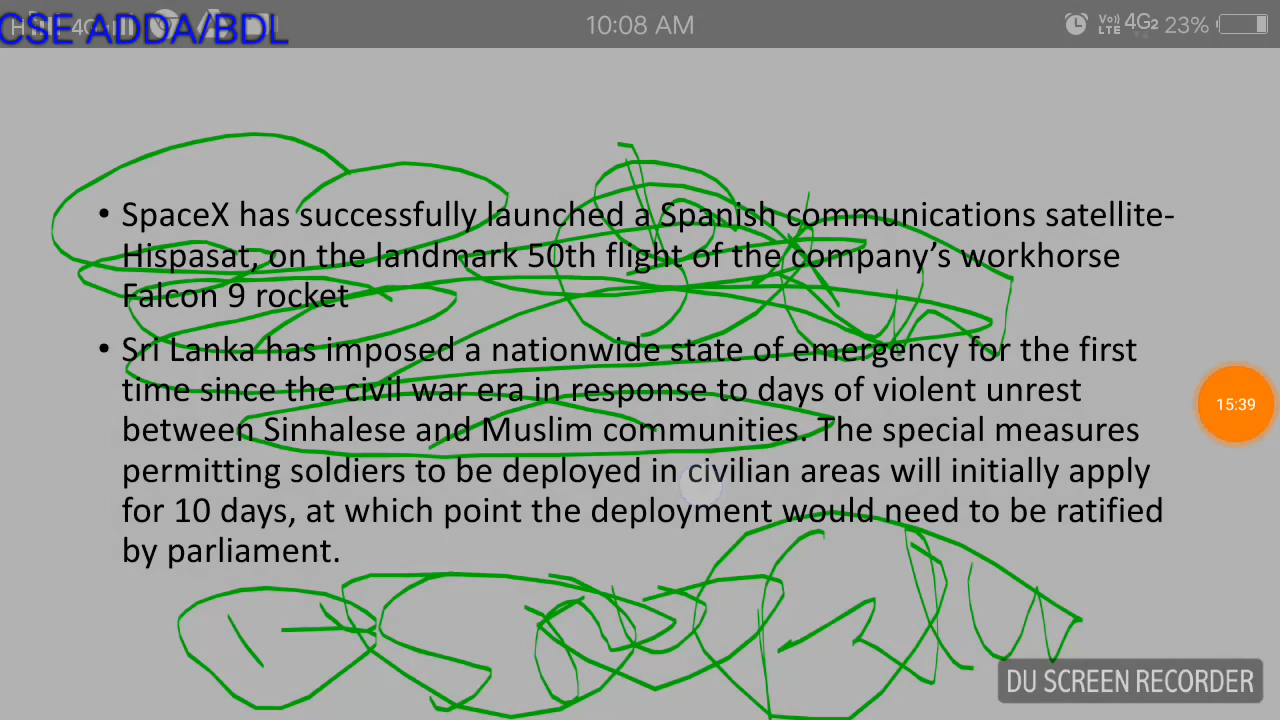 CSE ADDA/BDL
10:08 AM
Vo) LTE 4G2 23%
• SpaceX has successfully launched a Spanish communications satellite-
Hispasat, on the landmark 50th flight of the company’s workhorse
Falcon 9 rocket
• Sri Lanka has imposed a nationwide state of emergency for the first
time since the civil war era in response to days of violent unrest
between Sinhalese and Muslim communities. The special measures
permitting soldiers to be deployed in civilian areas will initially apply
for 10 days, at which point the deployment would need to be ratified
by parliament.
15:39
DU SCREEN RECORDER